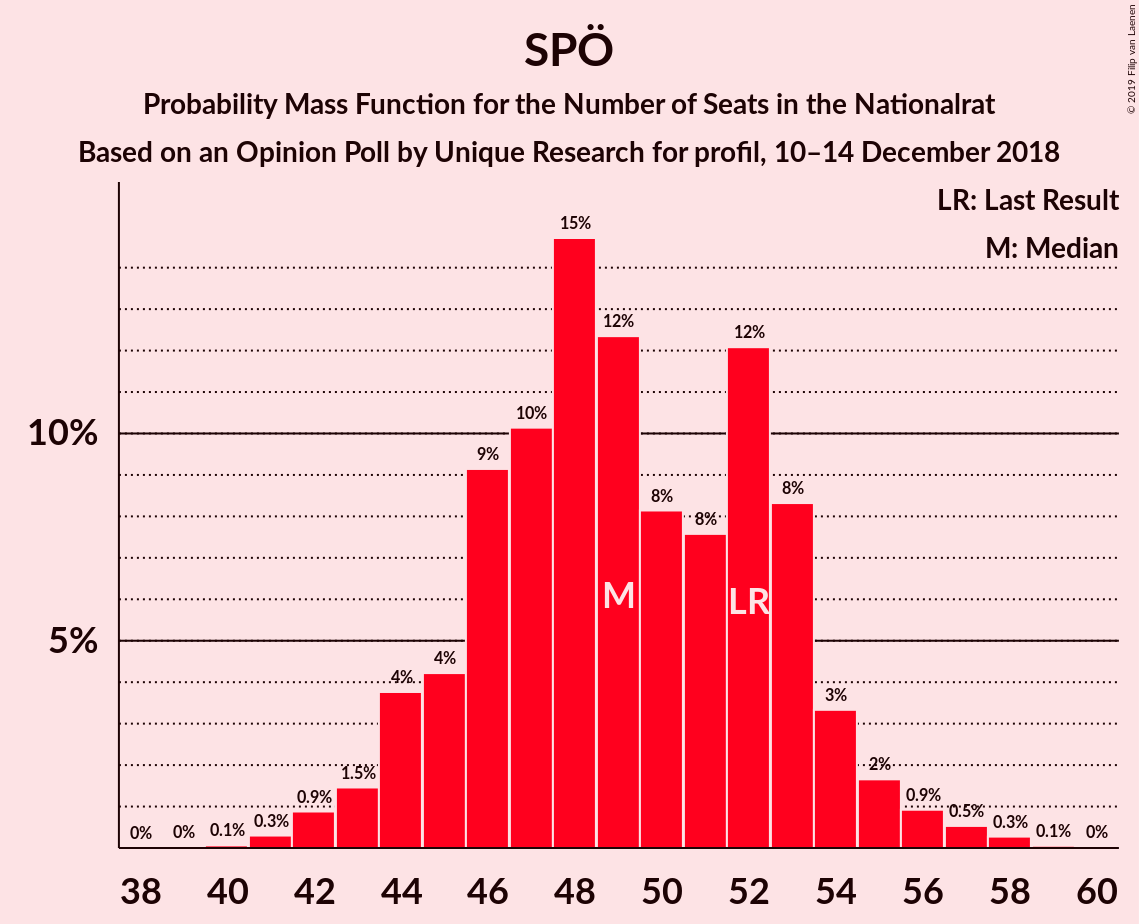 SPÖ
Probability Mass Function for the Number of Seats in the Nationalrat
Based on an Opinion Poll by Unique Research for profil, 10–14 December 2018
© 2019 Filip van Laenen
LR: Last Result
M: Median
10%
5%
0%
0%
0.1%
0.3%
0.9%
1.5%
4%
4%
9%
10%
15%
12%
8%
8%
12%
8%
3%
2%
0.9%
0.5%
0.3%
0.1%
0%
M
LR
38 40 42 44 46 48 50 52 54 56 58 60